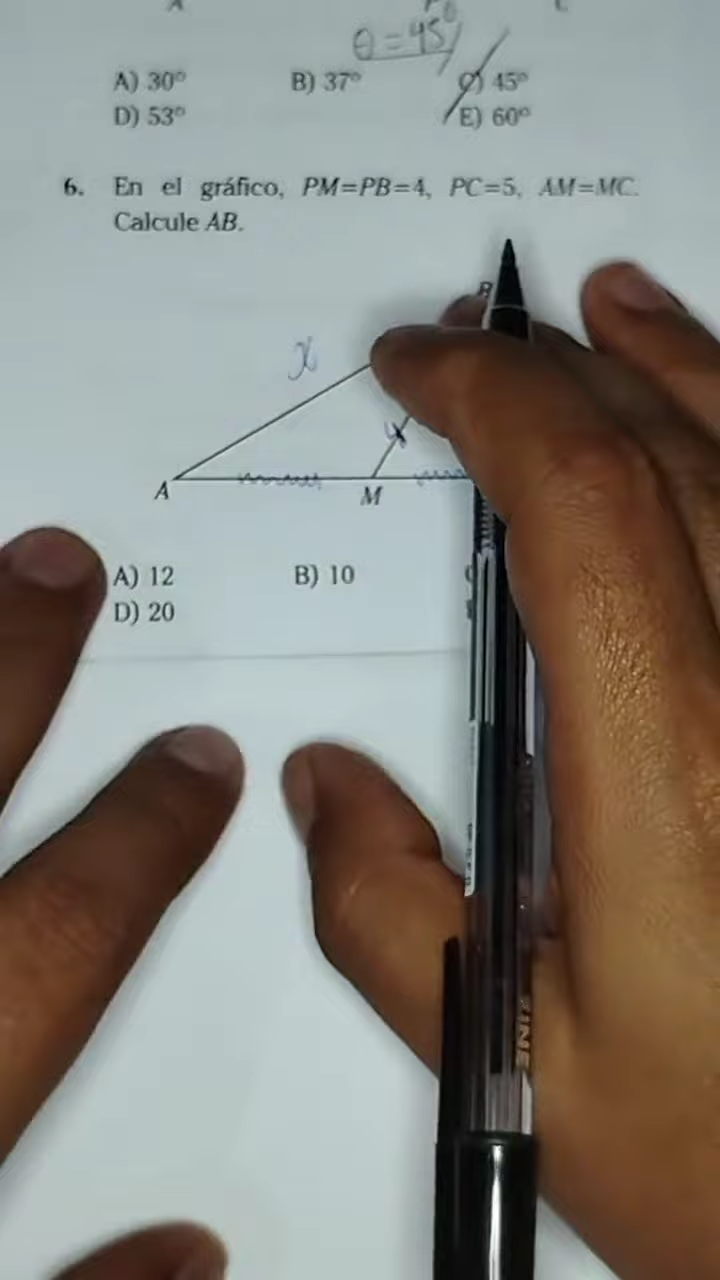 θ = 45°
A) 30° B) 37° C) 45°
D) 53° E) 60°
6. En el gráfico, PM=PB=4, PC=5, AM=MC.
Calcule AB.
B
x
4
A M
A) 12 B) 10
D) 20